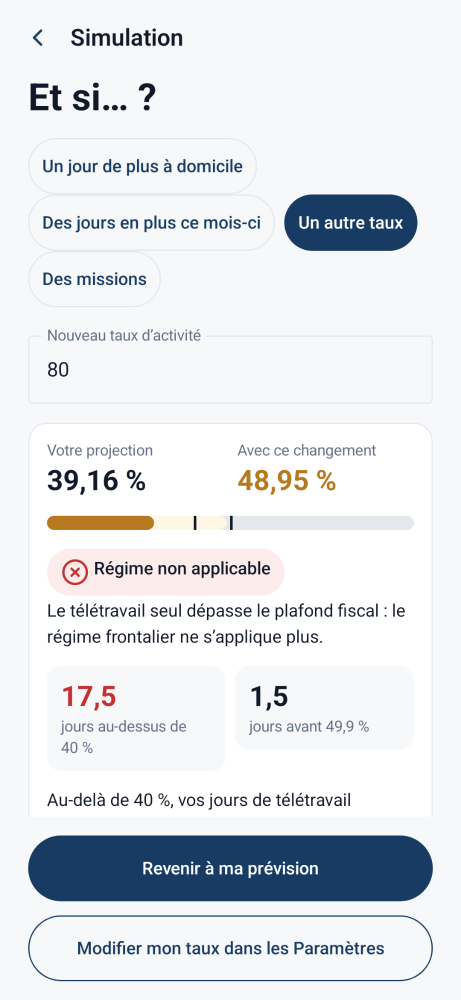 Simulation
Et si… ?
Un jour de plus à domicile
Des jours en plus ce mois-ci
Un autre taux
Des missions
Nouveau taux d’activité
80
Votre projection
Avec ce changement
39,16 %
48,95 %
Régime non applicable
Le télétravail seul dépasse le plafond fiscal : le
régime frontalier ne s’applique plus.
17,5
jours au-dessus de
40 %
1,5
jours avant 49,9 %
Au-delà de 40 %, vos jours de télétravail
Revenir à ma prévision
Modifier mon taux dans les Paramètres